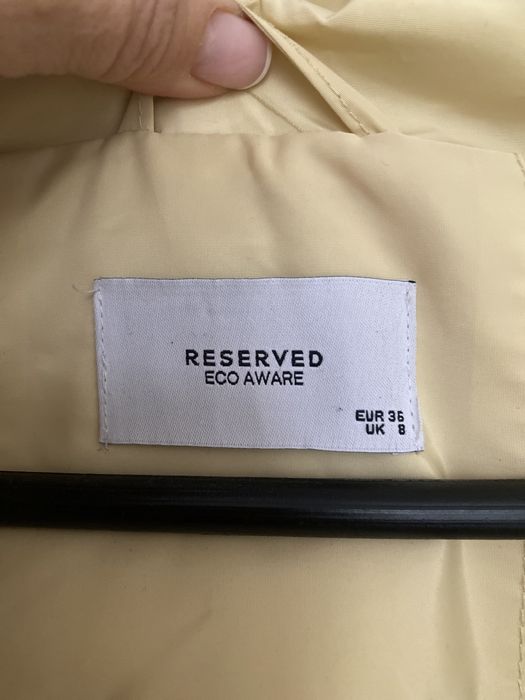 RESERVED
ECO AWARE
EUR 36
UK 8